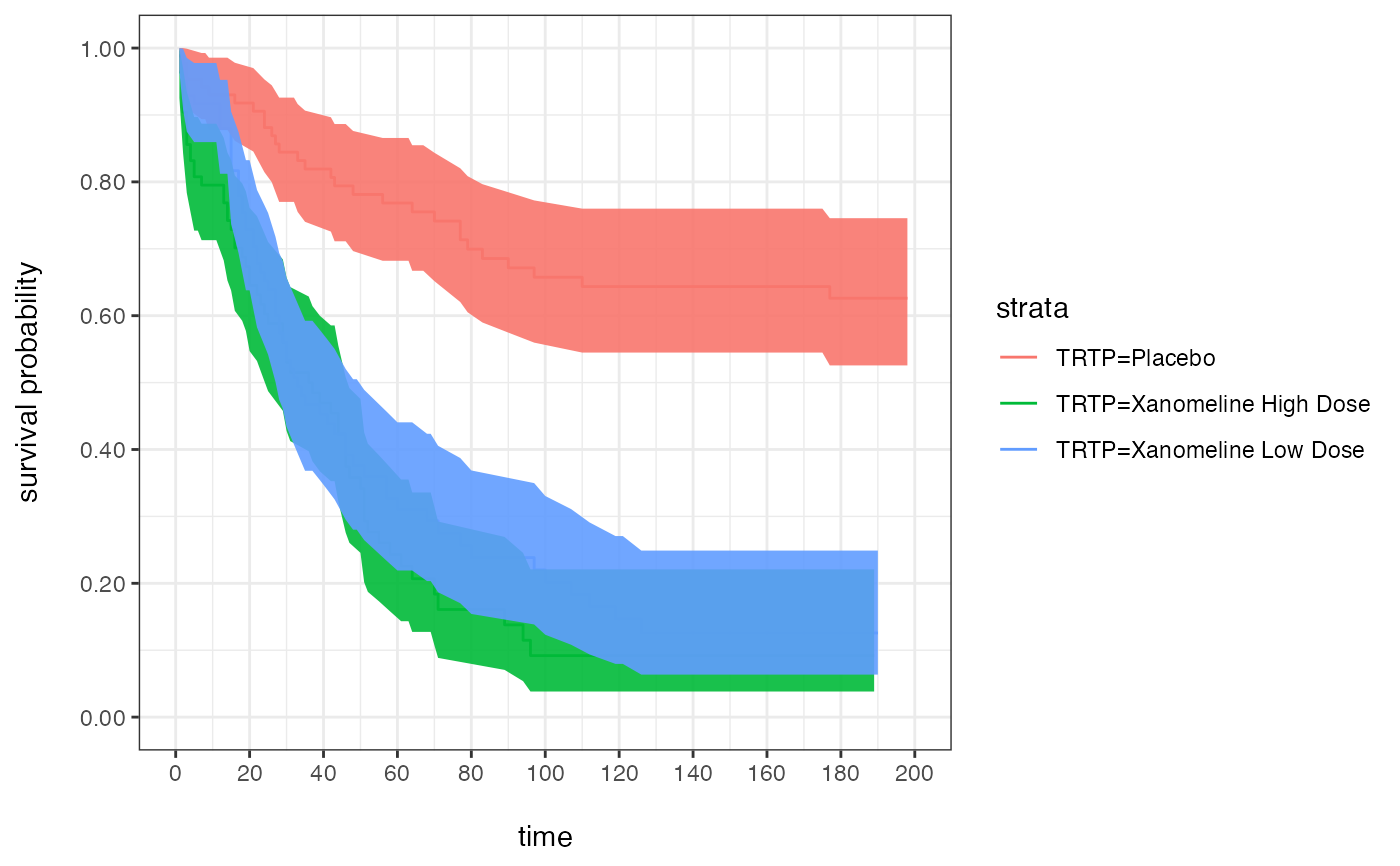 1.00
0.80
0.60
0.40
0.20
0.00
survival probability
0 20 40 60 80 100 120 140 160 180 200
time
strata
TRTP=Placebo
TRTP=Xanomeline High Dose
TRTP=Xanomeline Low Dose